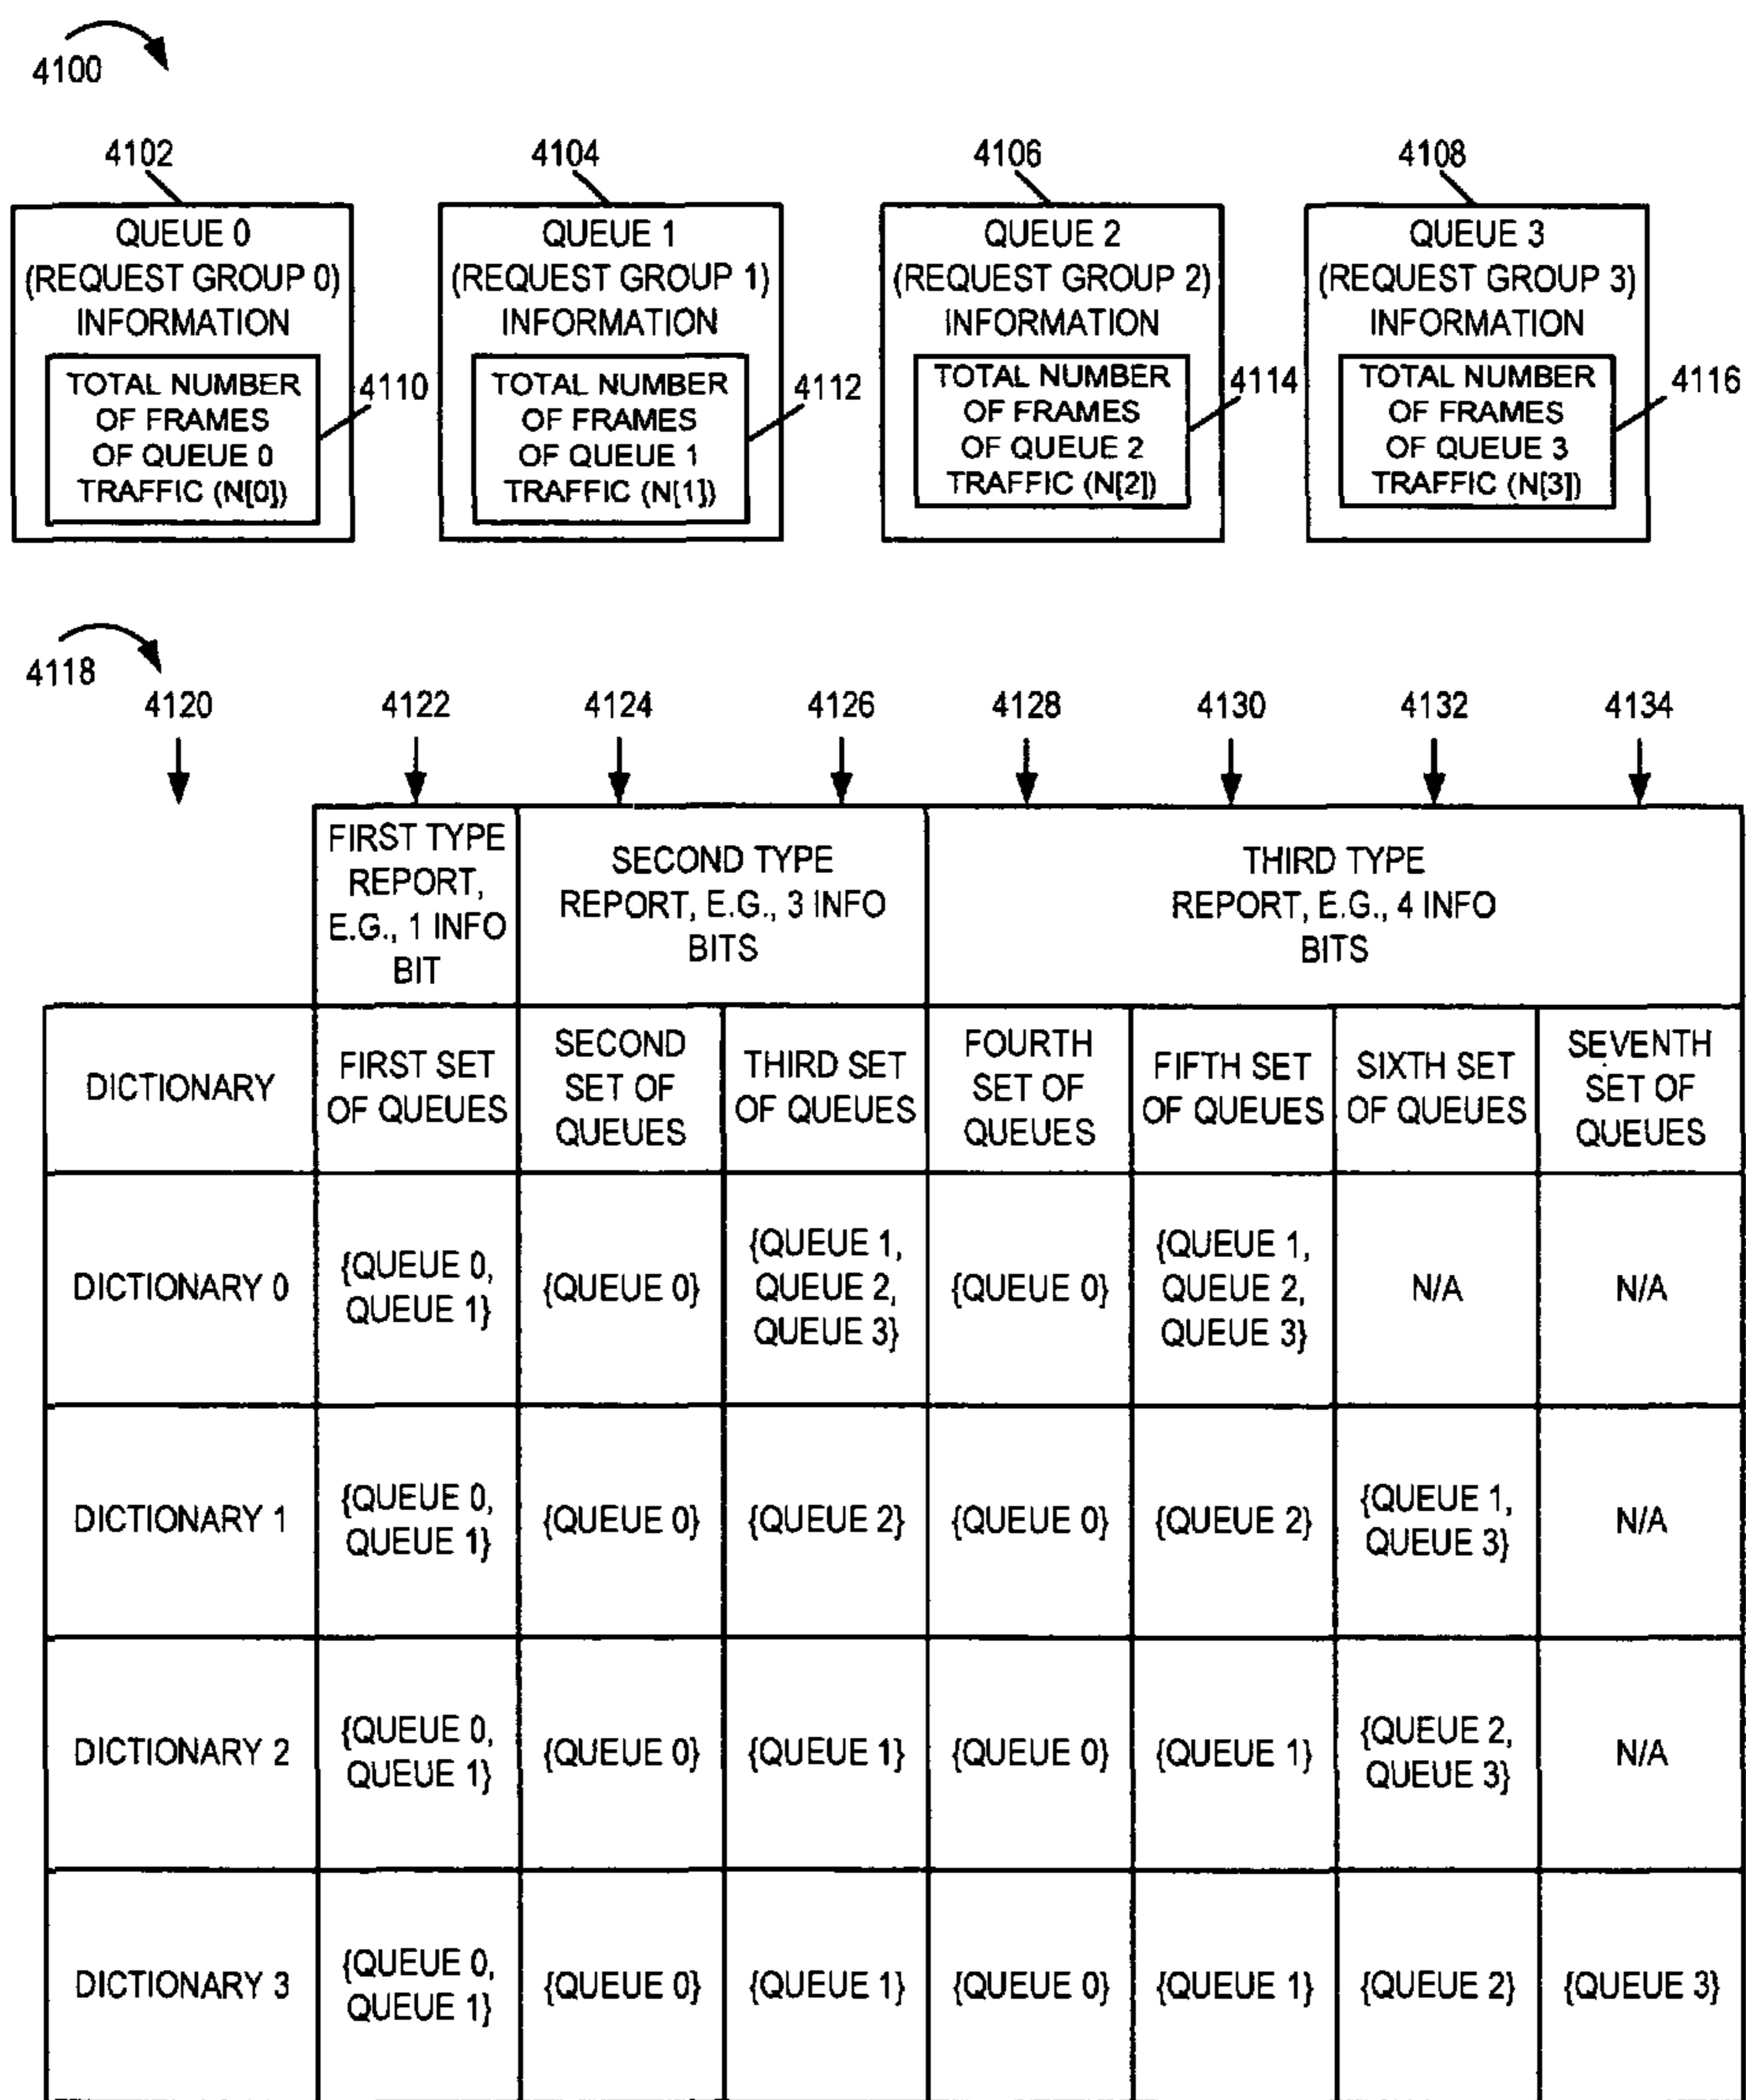 4100
4102
4104
4106
4108
QUEUE 0
(REQUEST GROUP 0)
INFORMATION
TOTAL NUMBER
OF FRAMES
OF QUEUE 0
TRAFFIC (N[0])
4110
QUEUE 1
(REQUEST GROUP 1)
INFORMATION
TOTAL NUMBER
OF FRAMES
OF QUEUE 1
TRAFFIC (N[1])
4112
QUEUE 2
(REQUEST GROUP 2)
INFORMATION
TOTAL NUMBER
OF FRAMES
OF QUEUE 2
TRAFFIC (N[2])
4114
QUEUE 3
(REQUEST GROUP 3)
INFORMATION
TOTAL NUMBER
OF FRAMES
OF QUEUE 3
TRAFFIC (N[3])
4116
4118
4120
4122
4124
4126
4128
4130
4132
4134
FIRST TYPE
REPORT,
E.G., 1 INFO
BIT
SECOND TYPE
REPORT, E.G., 3 INFO
BITS
THIRD TYPE
REPORT, E.G., 4 INFO
BITS
DICTIONARY
FIRST SET
OF QUEUES
SECOND
SET OF
QUEUES
THIRD SET
OF QUEUES
FOURTH
SET OF
QUEUES
FIFTH SET
OF QUEUES
SIXTH SET
OF QUEUES
SEVENTH
SET OF
QUEUES
DICTIONARY 0
{QUEUE 0,
QUEUE 1}
{QUEUE 0}
{QUEUE 1,
QUEUE 2,
QUEUE 3}
{QUEUE 0}
{QUEUE 1,
QUEUE 2,
QUEUE 3}
N/A
N/A
DICTIONARY 1
{QUEUE 0,
QUEUE 1}
{QUEUE 0}
{QUEUE 2}
{QUEUE 0}
{QUEUE 2}
{QUEUE 1,
QUEUE 3}
N/A
DICTIONARY 2
{QUEUE 0,
QUEUE 1}
{QUEUE 0}
{QUEUE 1}
{QUEUE 0}
{QUEUE 1}
{QUEUE 2,
QUEUE 3}
N/A
DICTIONARY 3
{QUEUE 0,
QUEUE 1}
{QUEUE 0}
{QUEUE 1}
{QUEUE 0}
{QUEUE 1}
{QUEUE 2}
{QUEUE 3}